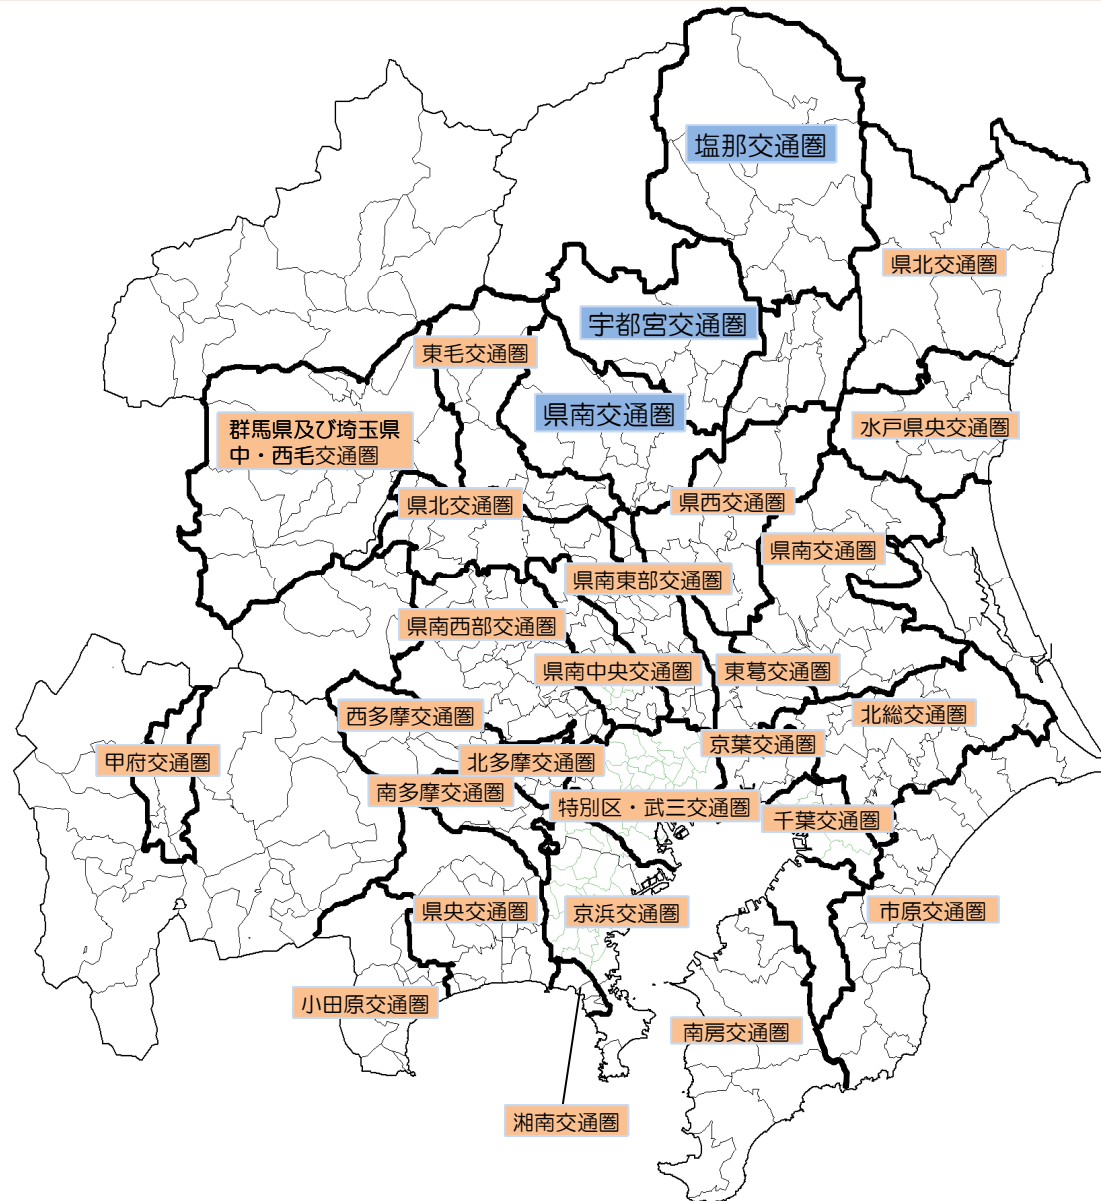 塩那交通圏
県北交通圏
宇都宮交通圏
東毛交通圏
県南交通圏
群馬県及び埼玉県
中・西毛交通圏
水戸県央交通圏
県北交通圏
県西交通圏
県南交通圏
県南東部交通圏
県南西部交通圏
県南中央交通圏
東葛交通圏
西多摩交通圏
北総交通圏
京葉交通圏
甲府交通圏
北多摩交通圏
南多摩交通圏
特別区・武三交通圏
千葉交通圏
県央交通圏
京浜交通圏
市原交通圏
小田原交通圏
南房交通圏
湘南交通圏